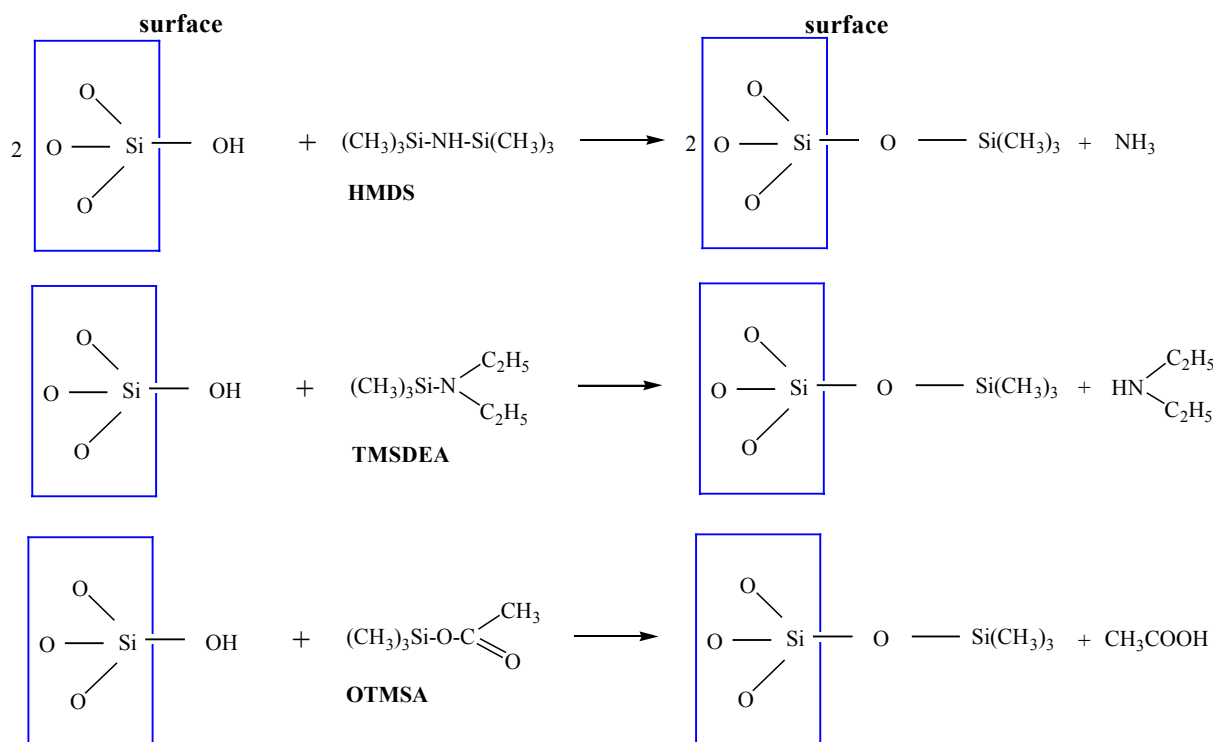 surface surface
O O
2 O Si OH + (CH₃)₃Si-NH-Si(CH₃)₃ 2 O Si O Si(CH₃)₃ + NH₃
HMDS
O O
O O
C₂H₅ C₂H₅
O Si OH + (CH₃)₃Si-N O Si O Si(CH₃)₃ + HN
C₂H₅ C₂H₅
O O
TMSDEA
O CH₃ O
O Si OH + (CH₃)₃Si-O-C O Si O Si(CH₃)₃ + CH₃COOH
O
O O
OTMSA